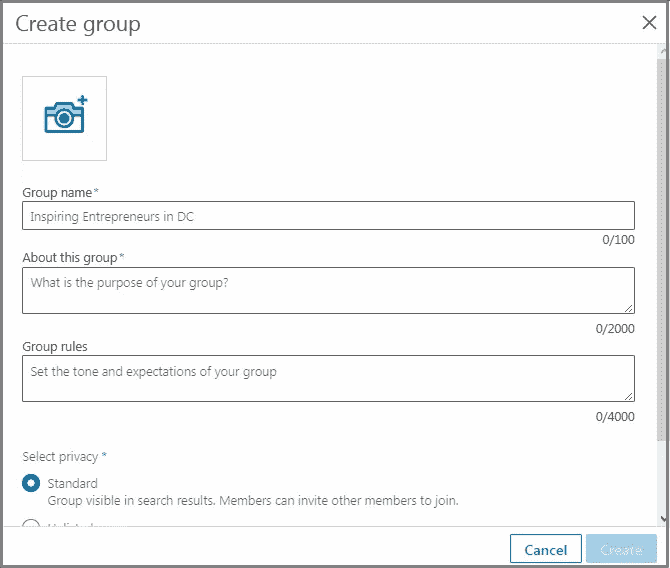 Create group
Group name*
Inspiring Entrepreneurs in DC
0/100
About this group*
What is the purpose of your group?
0/2000
Group rules
Set the tone and expectations of your group
0/4000
Select privacy *
Standard
Group visible in search results. Members can invite other members to join.
Cancel
Create